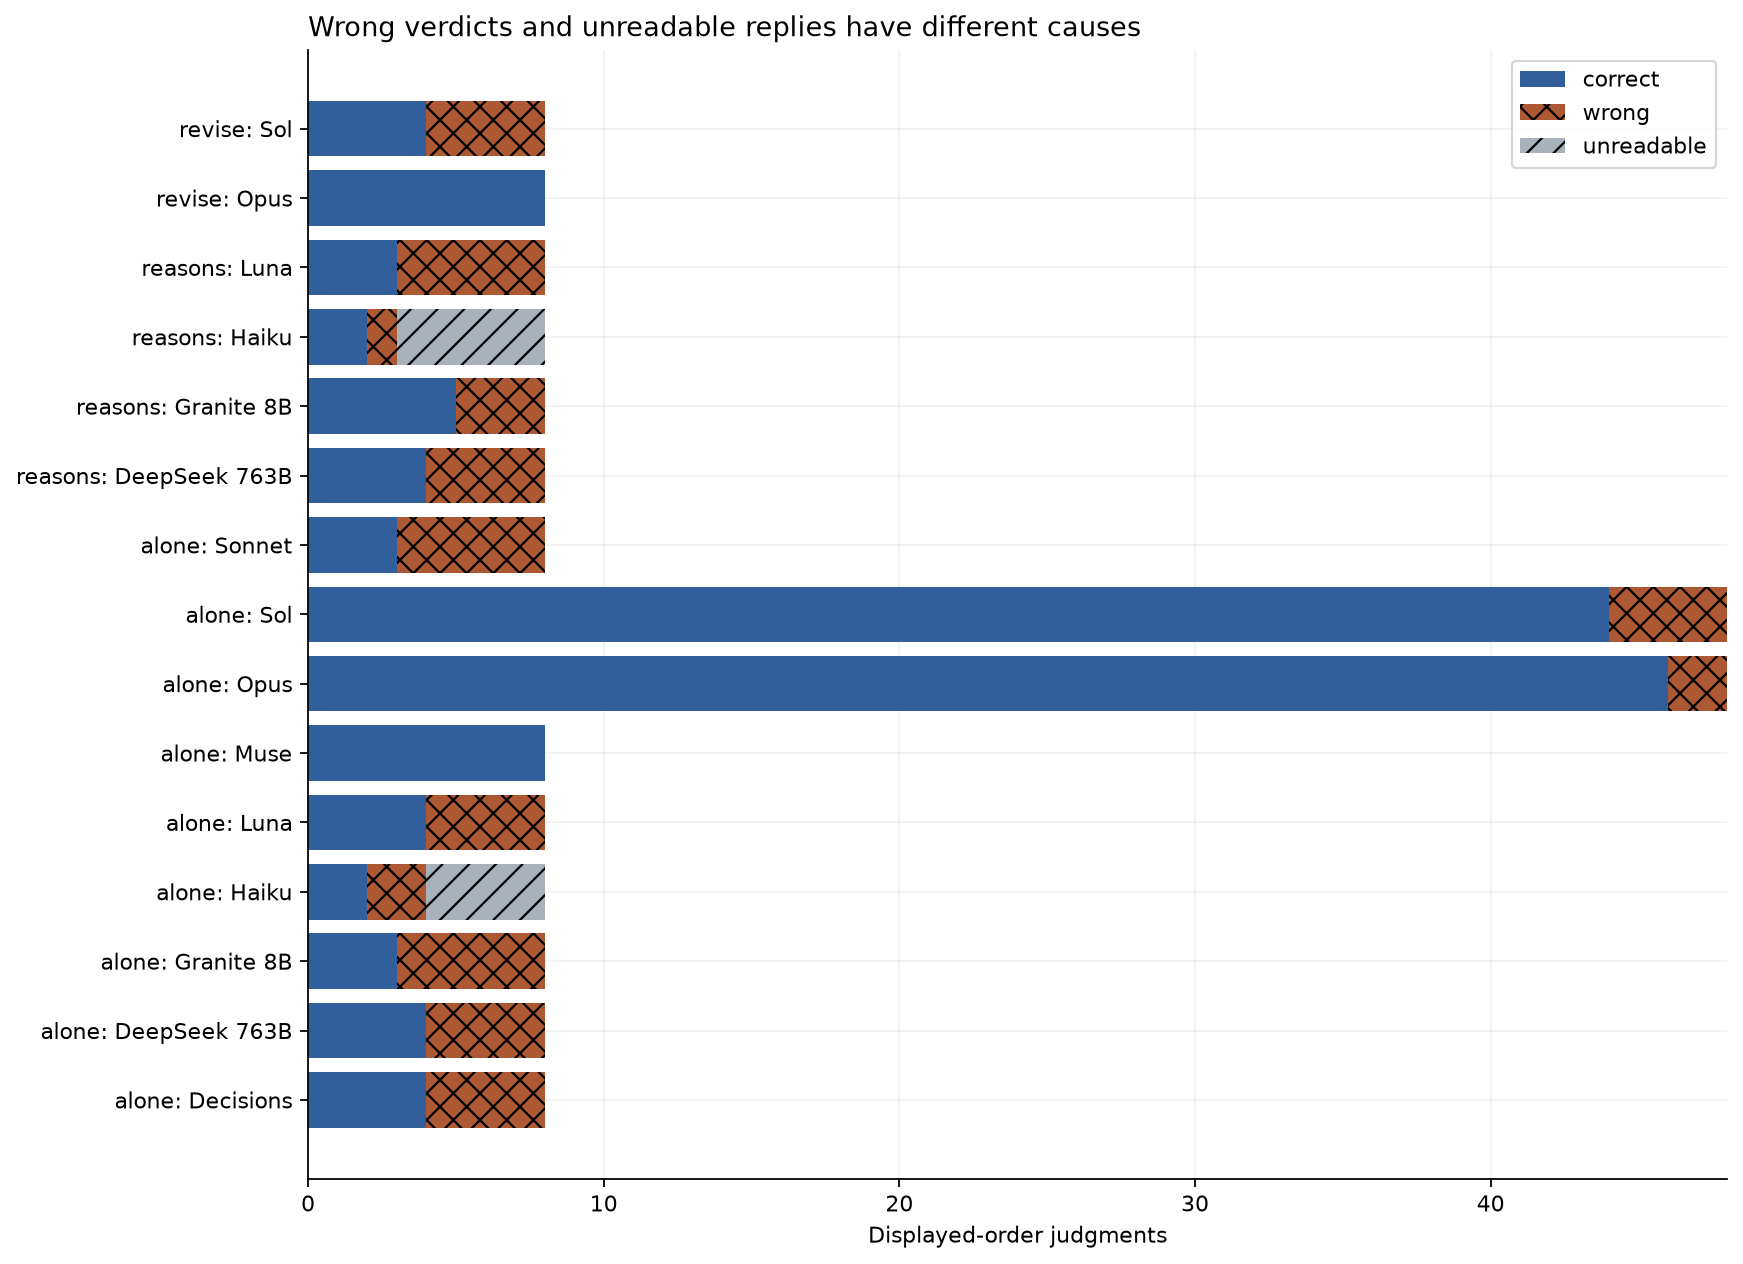 Wrong verdicts and unreadable replies have different causes
correct
wrong
unreadable
revise: Sol
revise: Opus
reasons: Luna
reasons: Haiku
reasons: Granite 8B
reasons: DeepSeek 763B
alone: Sonnet
alone: Sol
alone: Opus
alone: Muse
alone: Luna
alone: Haiku
alone: Granite 8B
alone: DeepSeek 763B
alone: Decisions
0 10 20 30 40
Displayed-order judgments